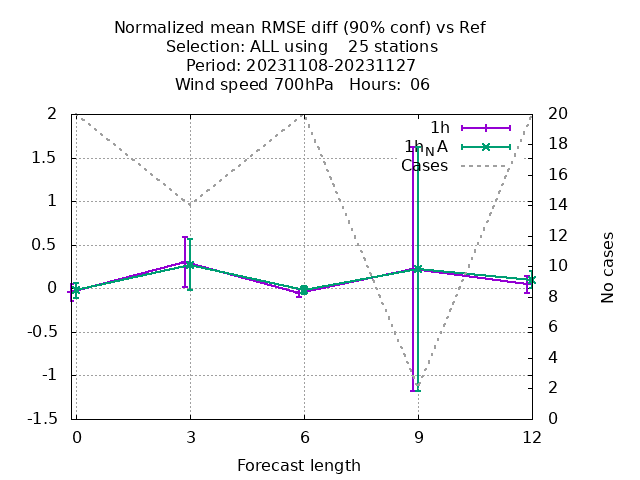 Normalized mean RMSE diff (90% conf) vs Ref
Selection: ALL using    25 stations
Period: 20231108-20231127
Wind speed 700hPa   Hours:  06
1h
1h_N A
Cases
2
1.5
1
0.5
0
-0.5
-1
-1.5
20
18
16
14
12
10
8
6
4
2
0
No cases
0 3 6 9 12
Forecast length